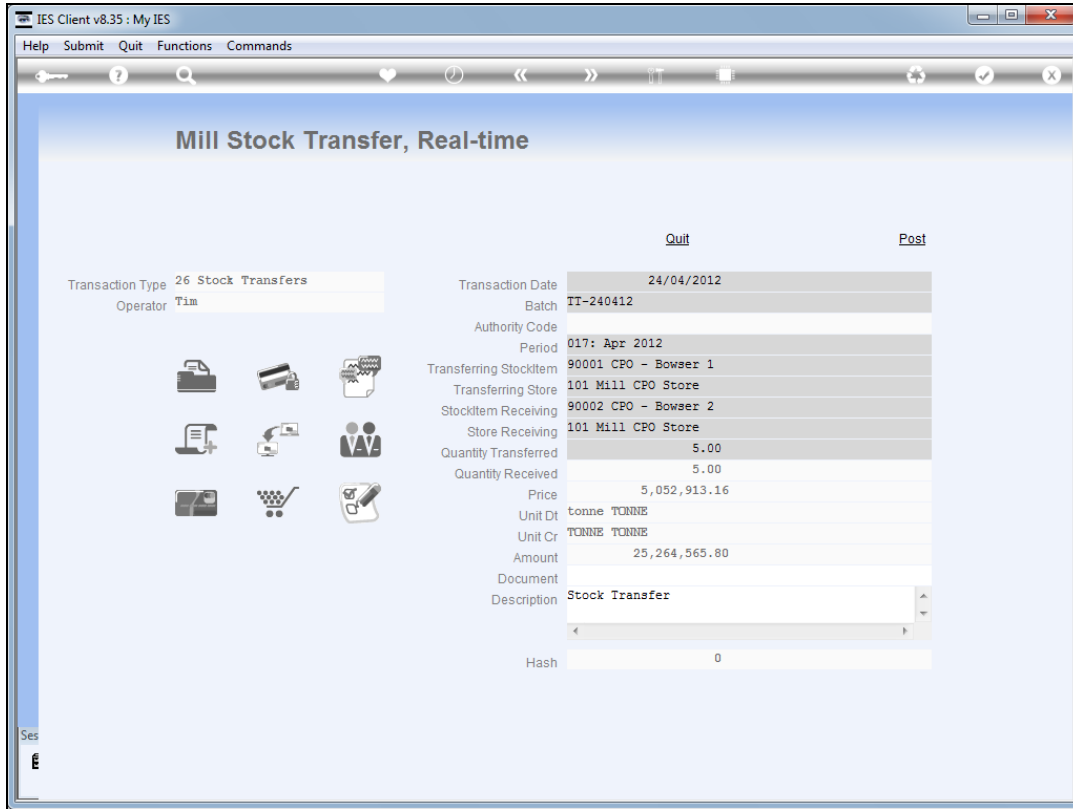 IES Client v8.35 : My IES
Help Submit Quit Functions Commands
Mill Stock Transfer, Real-time
Quit Post
Transaction Type 26 Stock Transfers
Operator Tim
Transaction Date 24/04/2012
Batch TT-240412
Authority Code
Period 017: Apr 2012
Transferring StockItem 90001 CPO - Bowser 1
Transferring Store 101 Mill CPO Store
StockItem Receiving 90002 CPO - Bowser 2
Store Receiving 101 Mill CPO Store
Quantity Transferred 5.00
Quantity Received 5.00
Price 5,052,913.16
Unit Dt tonne TONNE
Unit Cr TONNE TONNE
Amount 25,264,565.80
Document
Description Stock Transfer
Hash 0
Ses